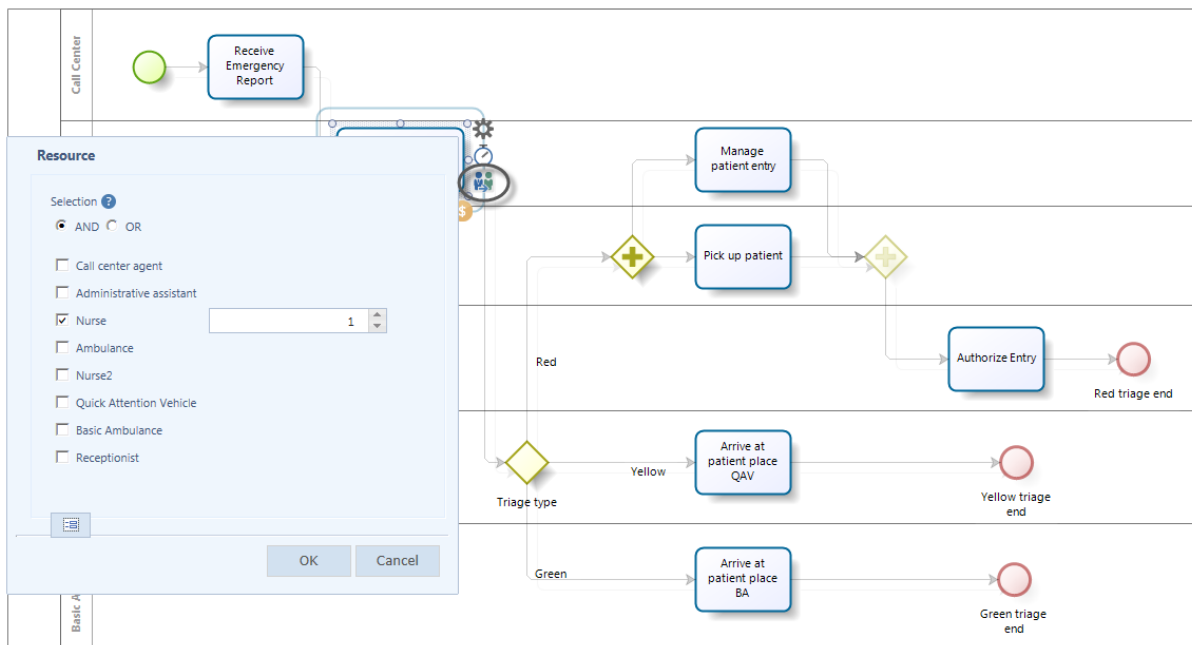 Call Center
Receive
Emergency
Report
Resource
Selection
AND
OR
Call center agent
Administrative assistant
Nurse
1
Ambulance
Nurse2
Quick Attention Vehicle
Basic Ambulance
Receptionist
OK
Cancel
Manage
patient entry
Pick up patient
Red
Authorize Entry
Red triage end
Triage type
Yellow
Arrive at
patient place
QAV
Yellow triage
end
Green
Arrive at
patient place
BA
Green triage
end
Basic A